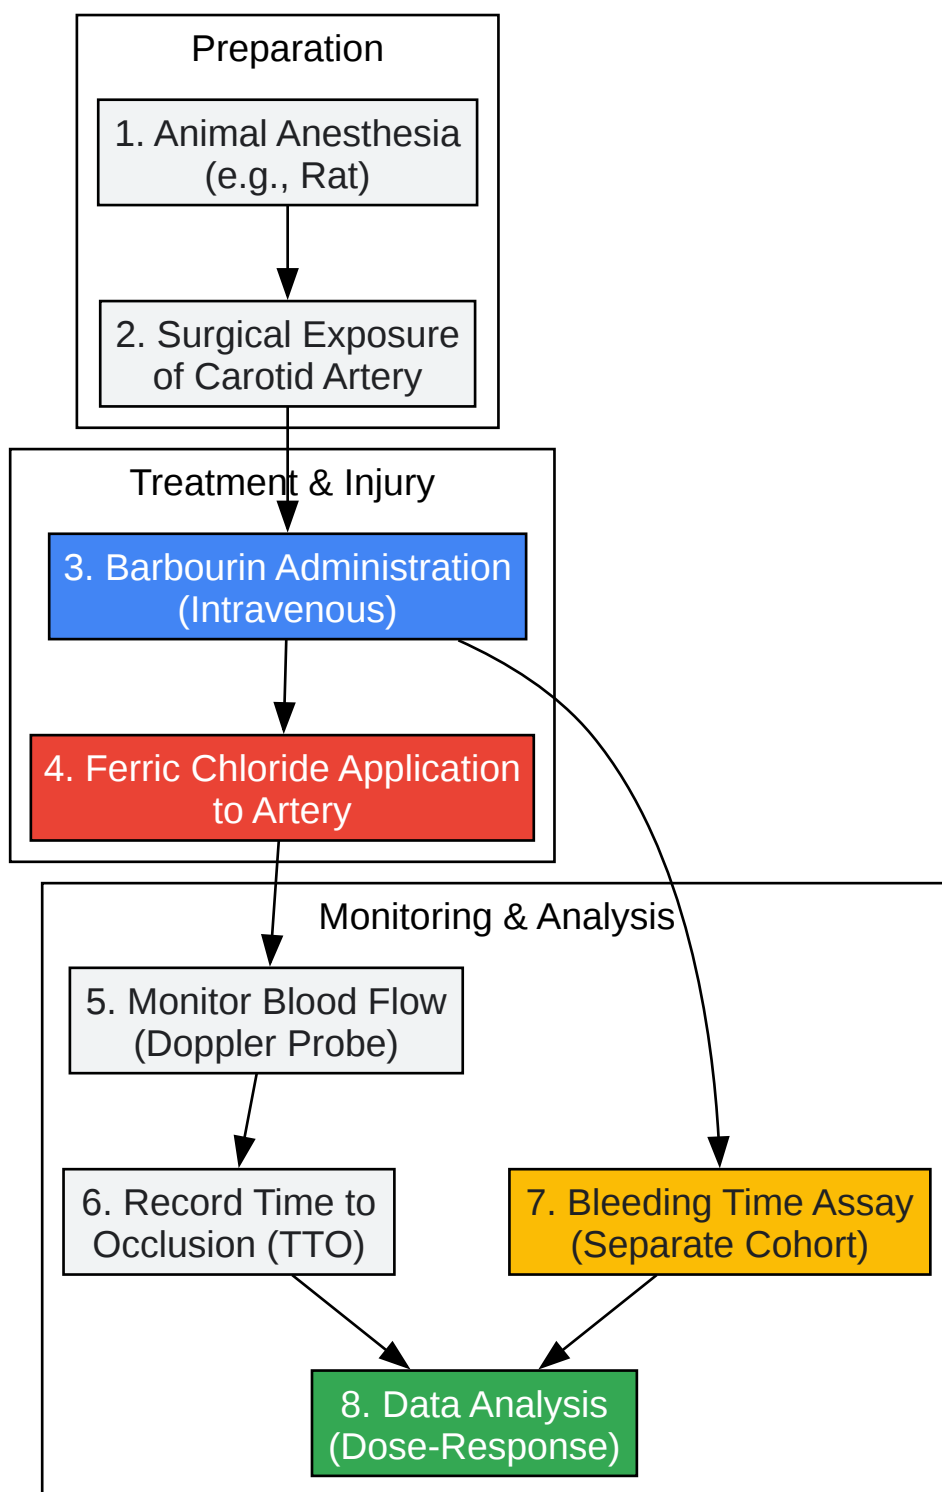 Preparation
1. Animal Anesthesia
(e.g., Rat)
2. Surgical Exposure
of Carotid Artery
Treatment & Injury
3. Barbourin Administration
(Intravenous)
4. Ferric Chloride Application
to Artery
Monitoring & Analysis
5. Monitor Blood Flow
(Doppler Probe)
6. Record Time to
Occlusion (TTO)
7. Bleeding Time Assay
(Separate Cohort)
8. Data Analysis
(Dose-Response)